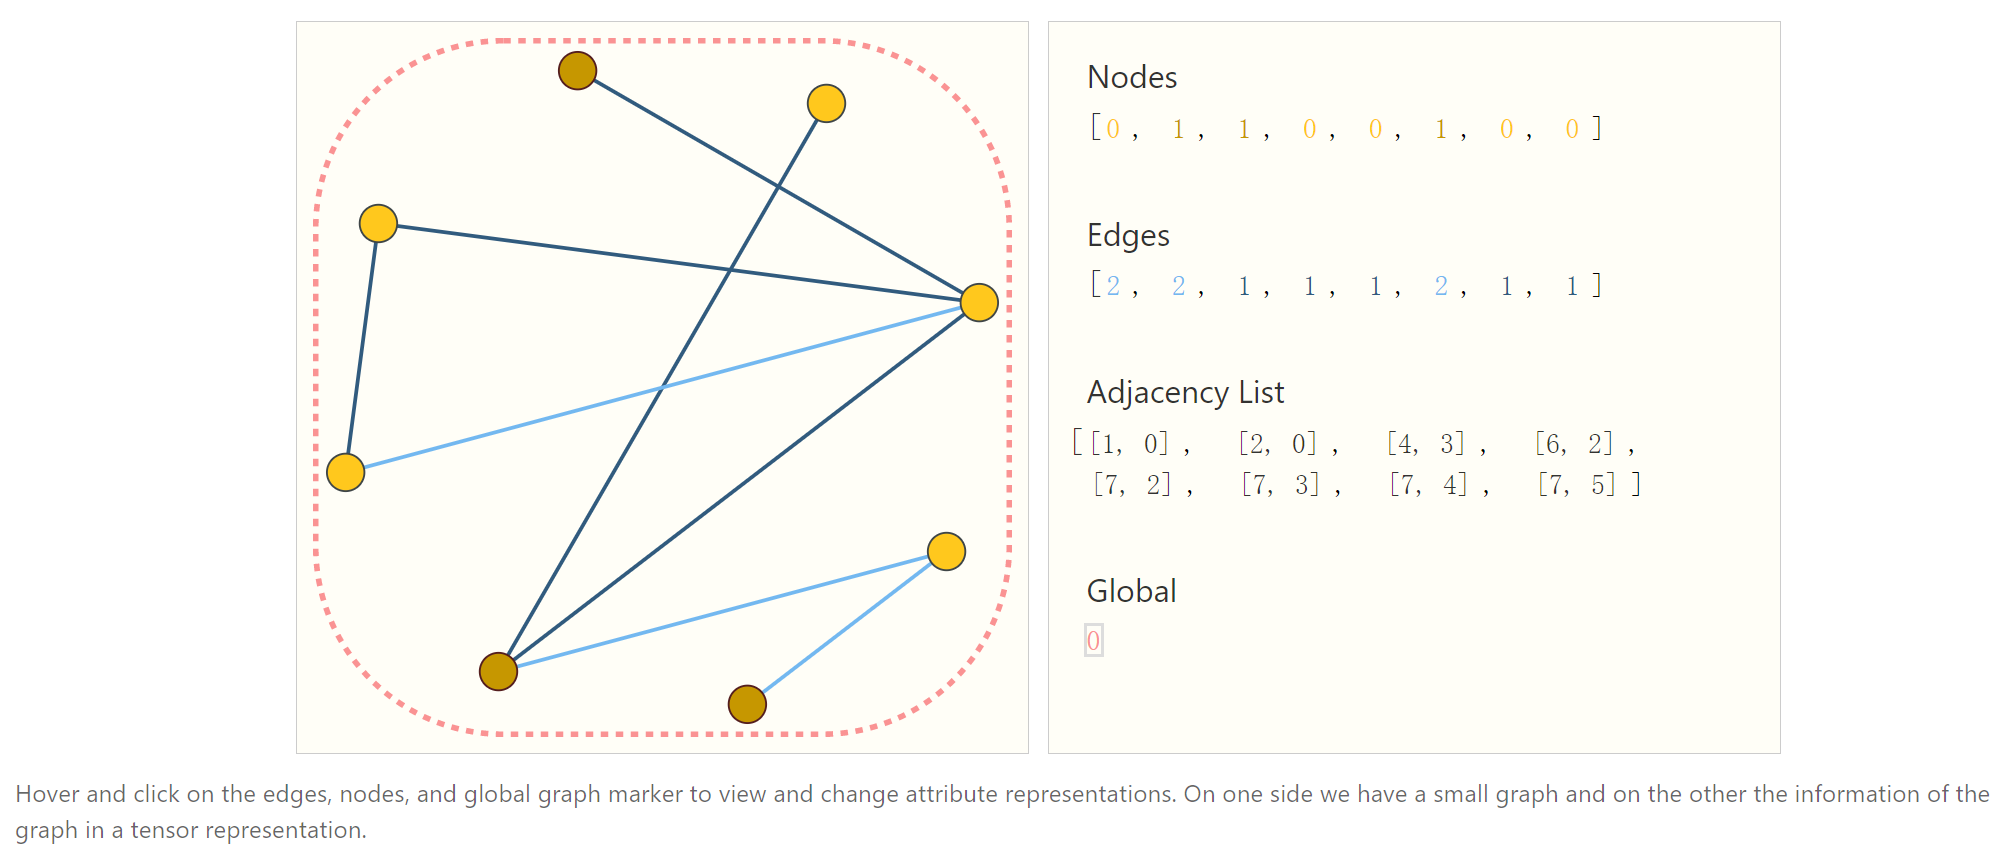 Nodes
[0, 1, 1, 0, 0, 1, 0, 0]
Edges
[2, 2, 1, 1, 1, 2, 1, 1]
Adjacency List
[[1, 0], [2, 0], [4, 3], [6, 2],
[7, 2], [7, 3], [7, 4], [7, 5]]
Global
0
Hover and click on the edges, nodes, and global graph marker to view and change attribute representations. On one side we have a small graph and on the other the information of the
graph in a tensor representation.